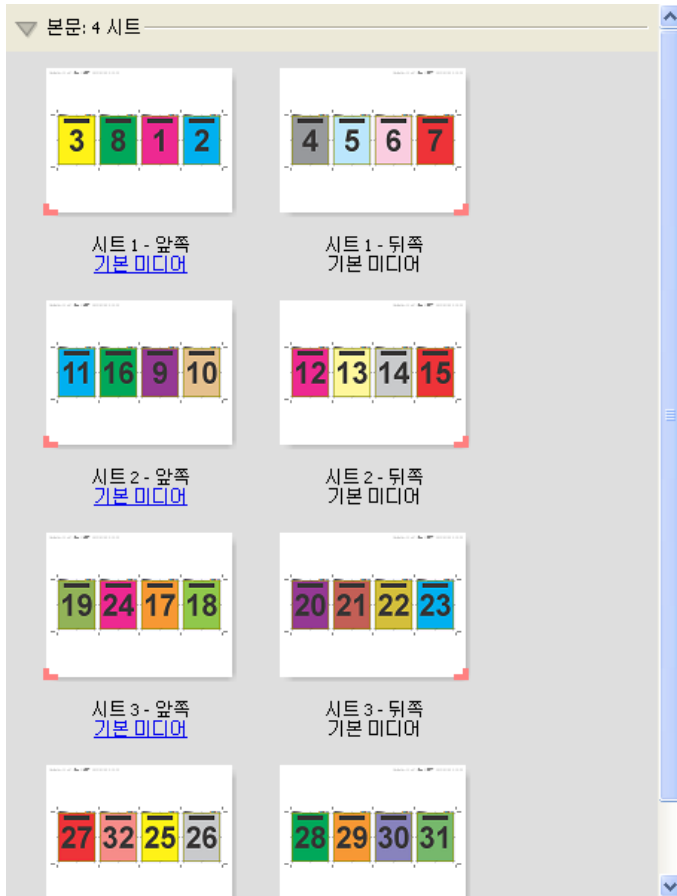 본문: 4 시트
3 8 1 2
4 5 6 7
시트 1 - 앞쪽
기본 미디어
시트 1 - 뒤쪽
기본 미디어
11 16 9 10
12 13 14 15
시트 2 - 앞쪽
기본 미디어
시트 2 - 뒤쪽
기본 미디어
19 24 17 18
20 21 22 23
시트 3 - 앞쪽
기본 미디어
시트 3 - 뒤쪽
기본 미디어
27 32 25 26
28 29 30 31